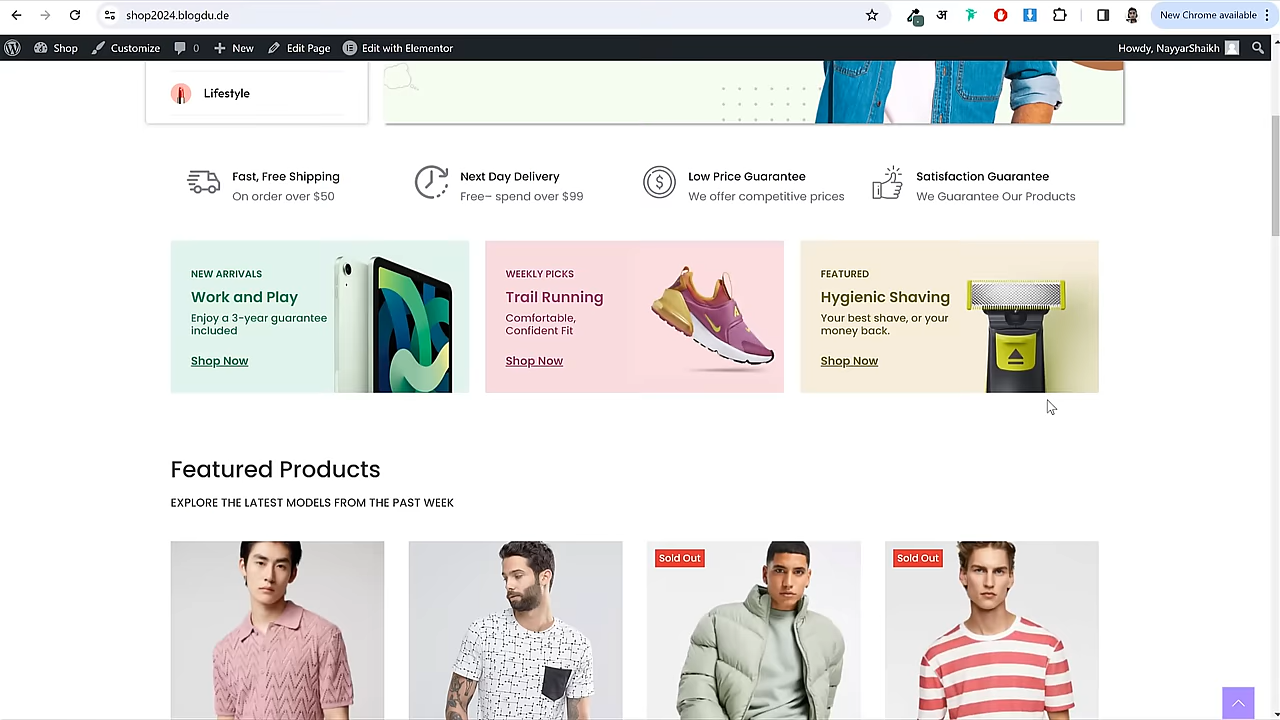 shop2024.blogdu.de
अ
New Chrome available
Shop
Customize
0
New
Edit Page
Edit with Elementor
Howdy, NayyarShaikh
Lifestyle
Fast, Free Shipping
On order over $50
Next Day Delivery
Free– spend over $99
$
Low Price Guarantee
We offer competitive prices
Satisfaction Guarantee
We Guarantee Our Products
NEW ARRIVALS
Work and Play
Enjoy a 3-year guarantee
included
Shop Now
WEEKLY PICKS
Trail Running
Comfortable,
Confident Fit
Shop Now
FEATURED
Hygienic Shaving
Your best shave, or your
money back.
Shop Now
Featured Products
EXPLORE THE LATEST MODELS FROM THE PAST WEEK
Sold Out
Sold Out